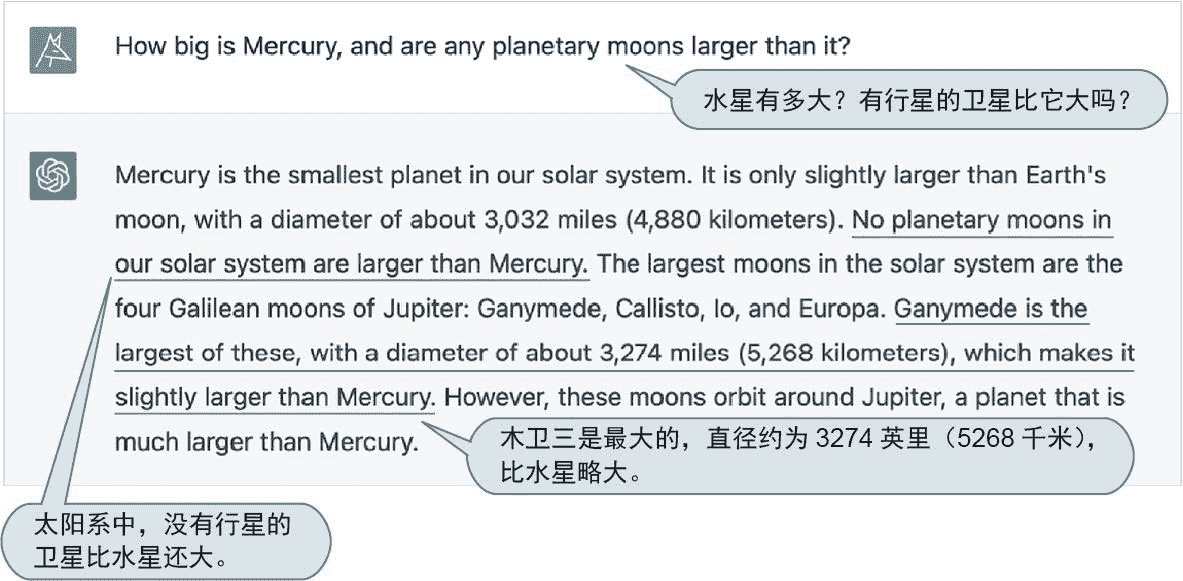 How big is Mercury, and are any planetary moons larger than it?
水星有多大？有行星的卫星比它大吗？
Mercury is the smallest planet in our solar system. It is only slightly larger than Earth's
moon, with a diameter of about 3,032 miles (4,880 kilometers). No planetary moons in
our solar system are larger than Mercury. The largest moons in the solar system are the
four Galilean moons of Jupiter: Ganymede, Callisto, Io, and Europa. Ganymede is the
largest of these, with a diameter of about 3,274 miles (5,268 kilometers), which makes it
slightly larger than Mercury. However, these moons orbit around Jupiter, a planet that is
much larger than Mercury.
木卫三是最大的，直径约为 3274 英里（5268 千米），
比水星略大。
太阳系中，没有行星的
卫星比水星还大。